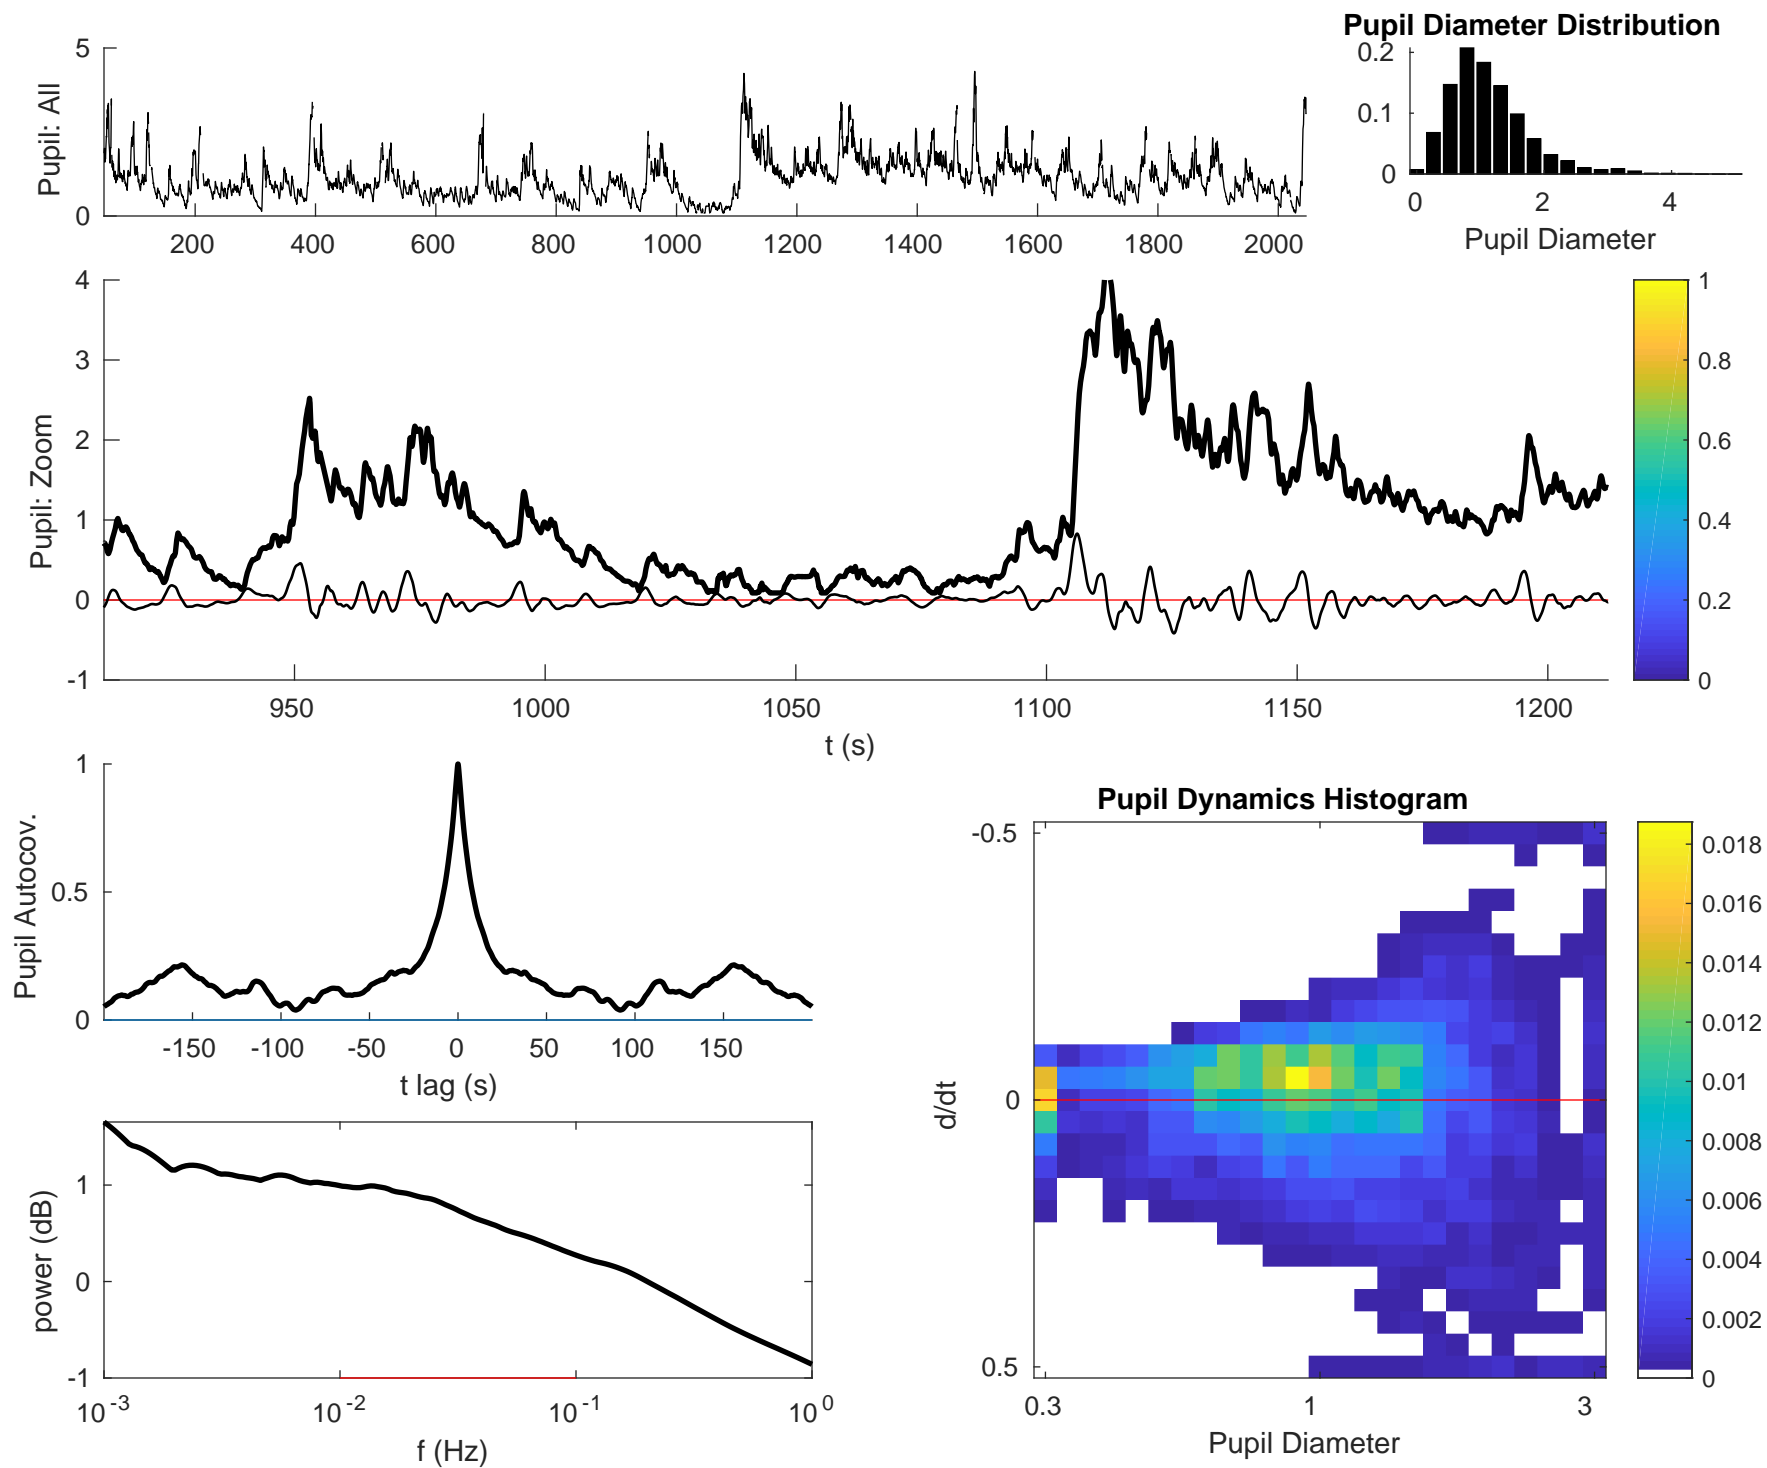 Pupil Diameter Distribution
Pupil: All
5
0
200 400 600 800 1000 1200 1400 1600 1800 2000
0.2
0.1
0
0 2 4
Pupil Diameter
Pupil: Zoom
4
3
2
1
0
-1
950 1000 1050 1100 1150 1200
t (s)
1
0.8
0.6
0.4
0.2
0
Pupil Autocov.
1
0.5
0
-150 -100 -50 0 50 100 150
t lag (s)
power (dB)
1
0
-1
10^-3 10^-2 10^-1 10^0
f (Hz)
Pupil Dynamics Histogram
d/dt
-0.5
0
0.5
0.3 1 3
Pupil Diameter
0.018
0.016
0.014
0.012
0.01
0.008
0.006
0.004
0.002
0